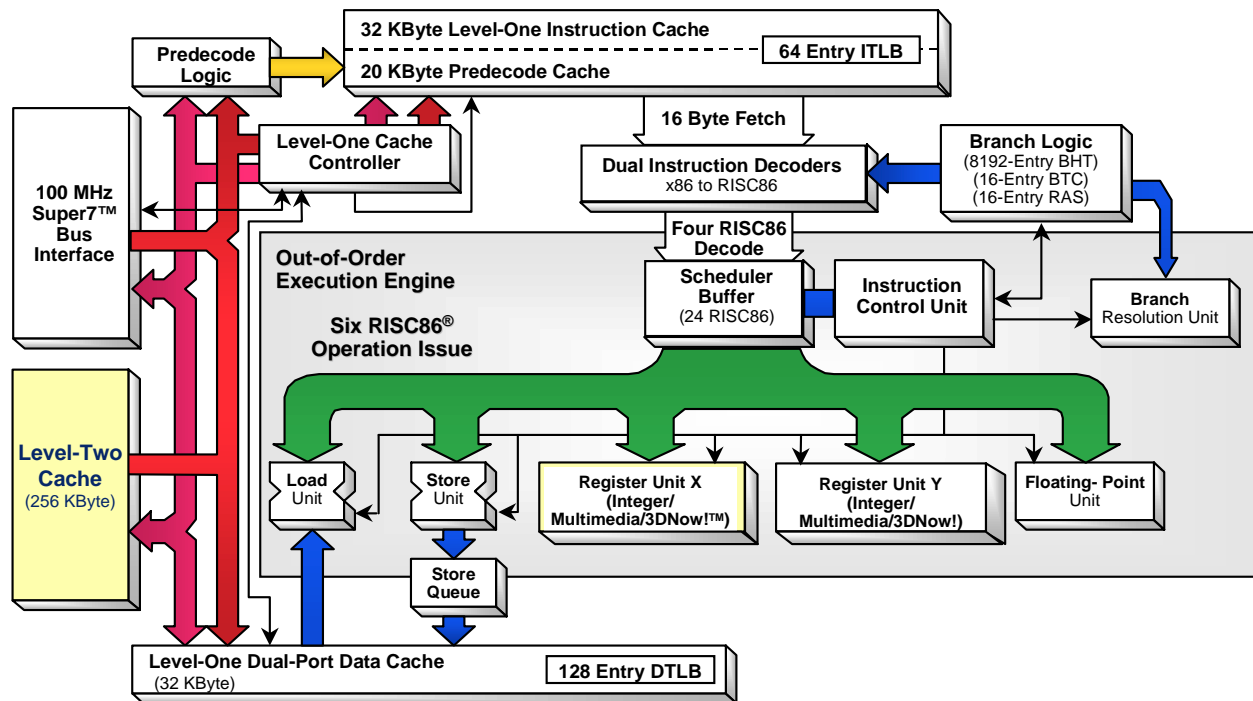 32 KByte Level-One Instruction Cache
64 Entry ITLB
20 KByte Predecode Cache
Predecode
Logic
16 Byte Fetch
Level-One Cache
Controller
Dual Instruction Decoders
x86 to RISC86
Branch Logic
(8192-Entry BHT)
(16-Entry BTC)
(16-Entry RAS)
100 MHz
Super7™
Bus
Interface
Four RISC86
Decode
Out-of-Order
Execution Engine
Scheduler
Buffer
(24 RISC86)
Instruction
Control Unit
Branch
Resolution Unit
Six RISC86®
Operation Issue
Level-Two
Cache
(256 KByte)
Load
Unit
Store
Unit
Register Unit X
(Integer/
Multimedia/3DNow!™)
Register Unit Y
(Integer/
Multimedia/3DNow!)
Floating- Point
Unit
Store
Queue
Level-One Dual-Port Data Cache
(32 KByte)
128 Entry DTLB